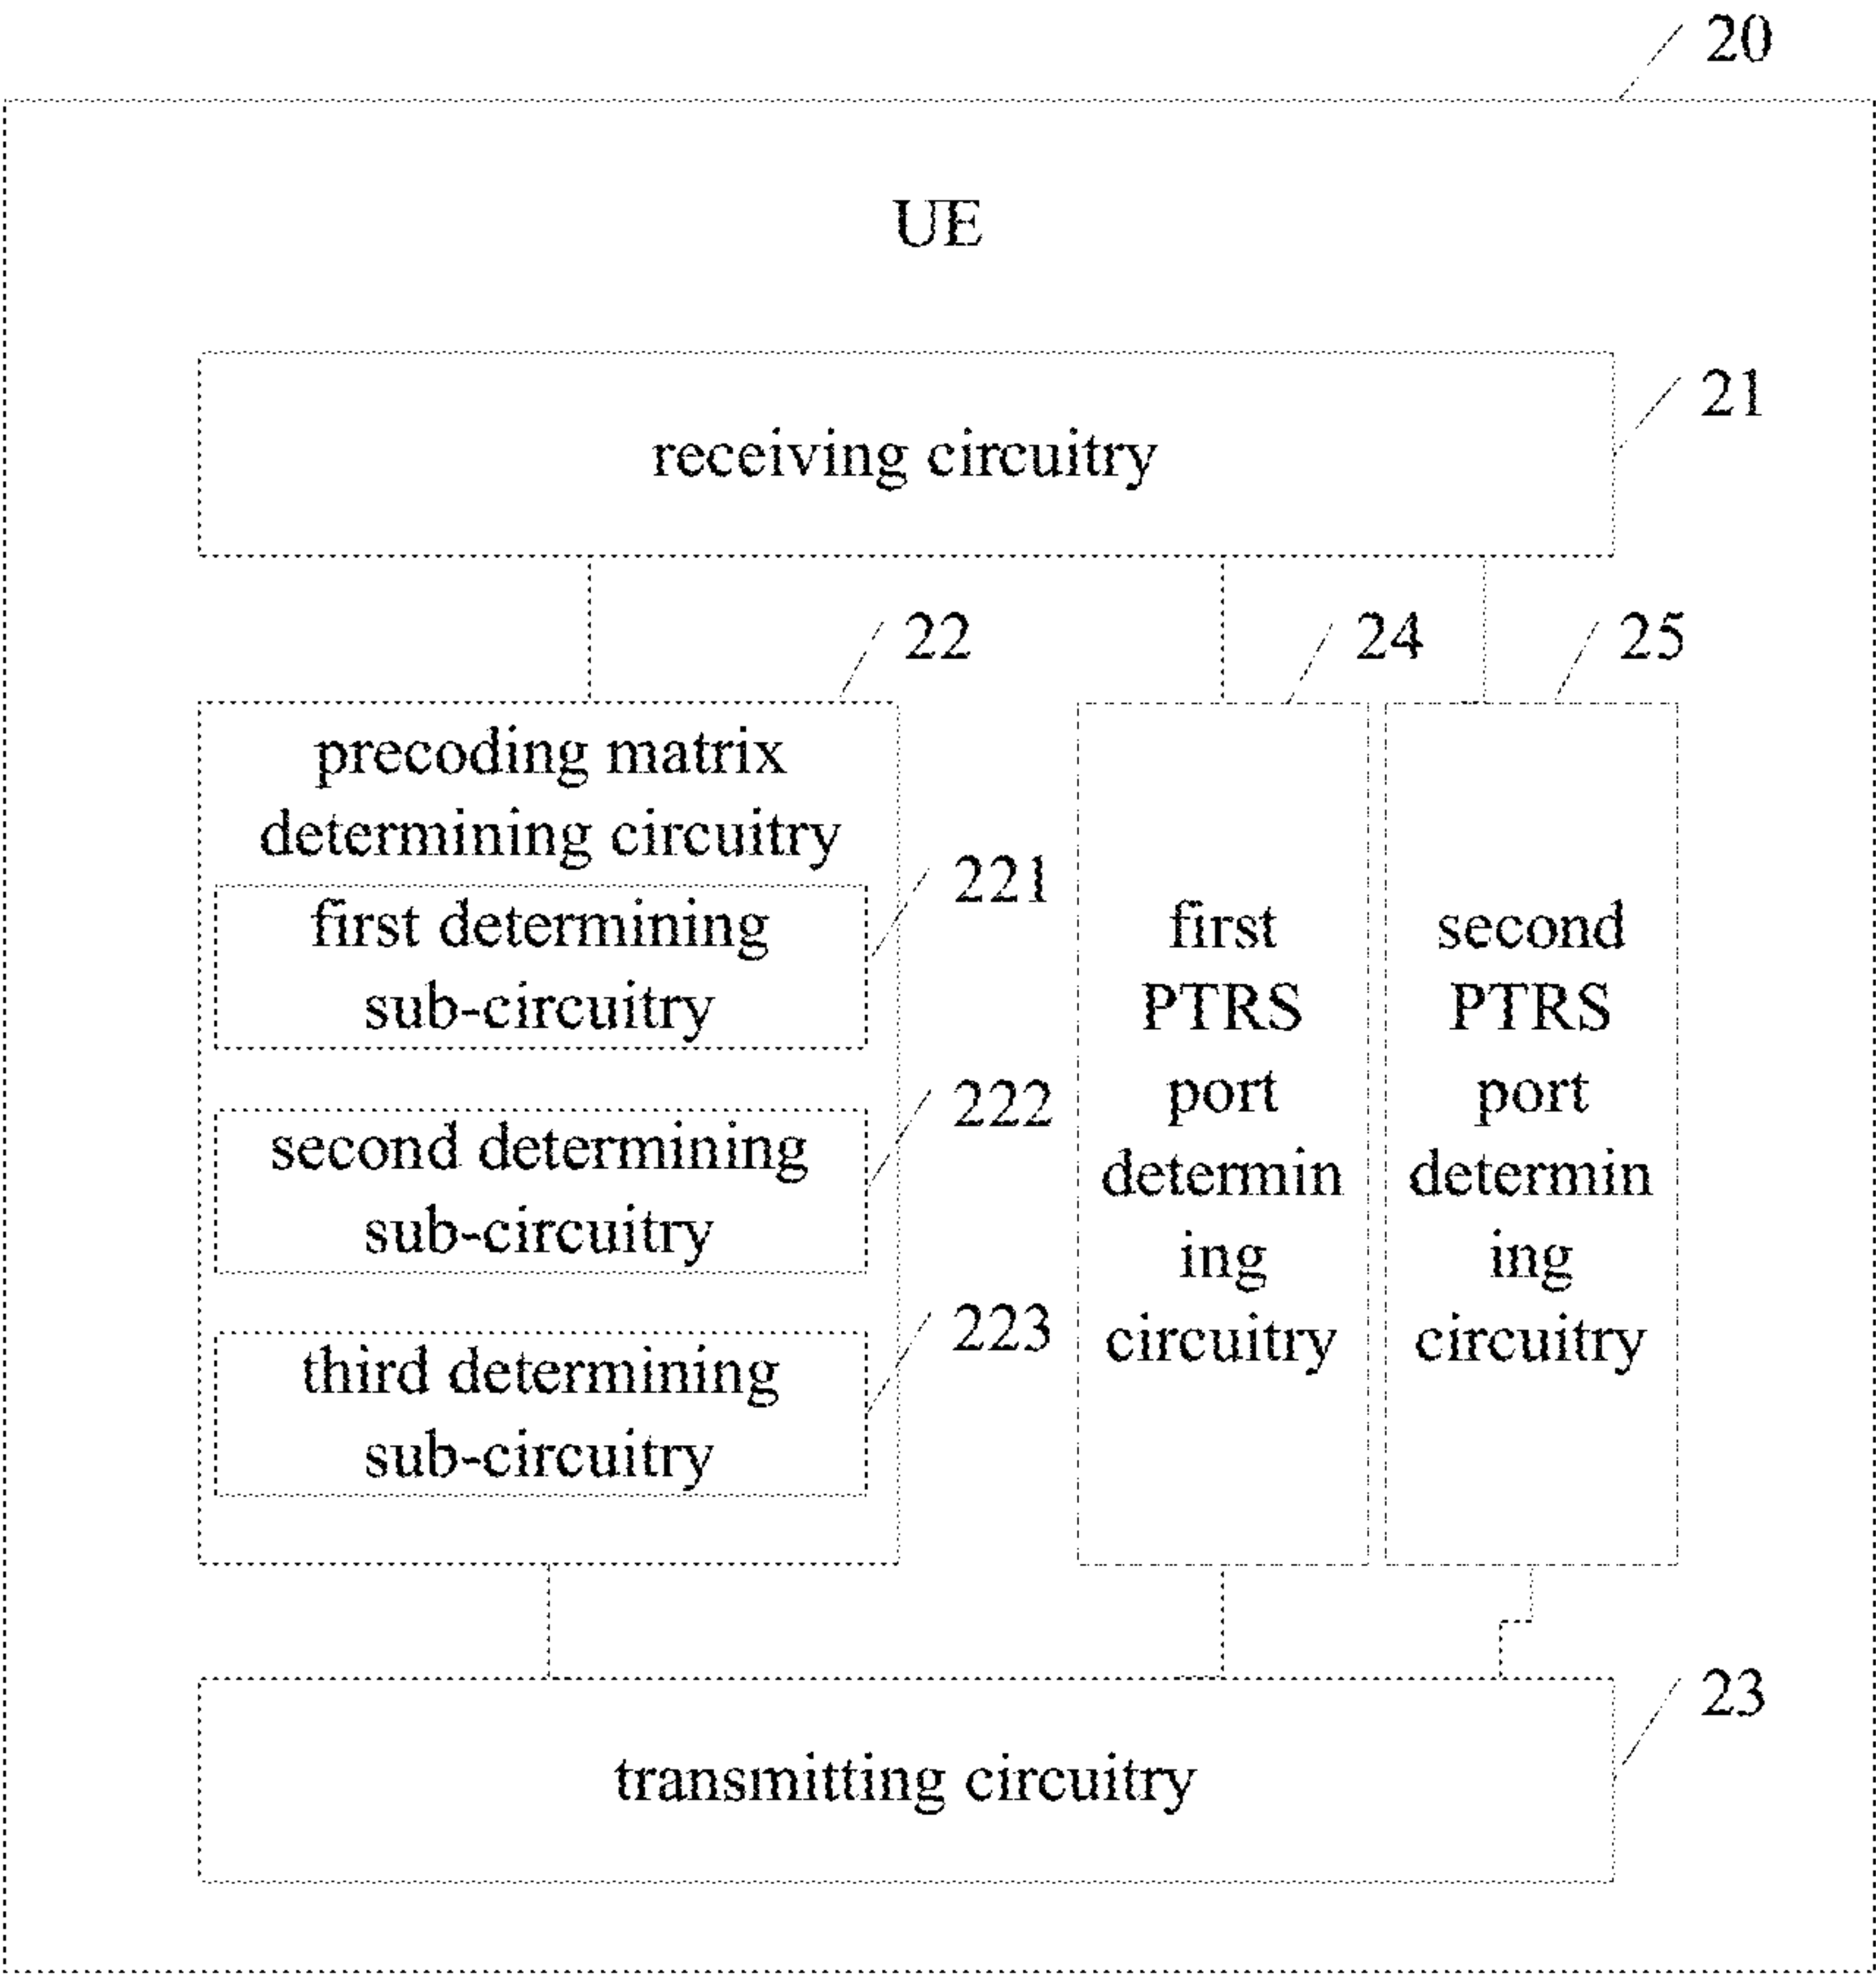 20
UE
21
receiving circuitry
22
24
25
precoding matrix
determining circuitry
221
first determining
sub-circuitry
222
second determining
sub-circuitry
223
third determining
sub-circuitry
first
PTRS
port
determin
ing
circuitry
second
PTRS
port
determin
ing
circuitry
23
transmitting circuitry